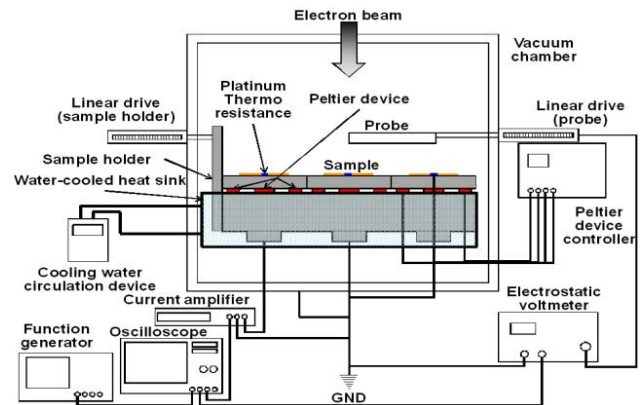 Electron beam
Vacuum
chamber
Platinum
Thermo
resistance
Peltier device
Linear drive
(sample holder)
Linear drive
(probe)
Probe
Sample holder
Sample
Water-cooled heat sink
Peltier
device
controller
Cooling water
circulation device
Current amplifier
Electrostatic
voltmeter
Function
generator
Oscilloscope
GND